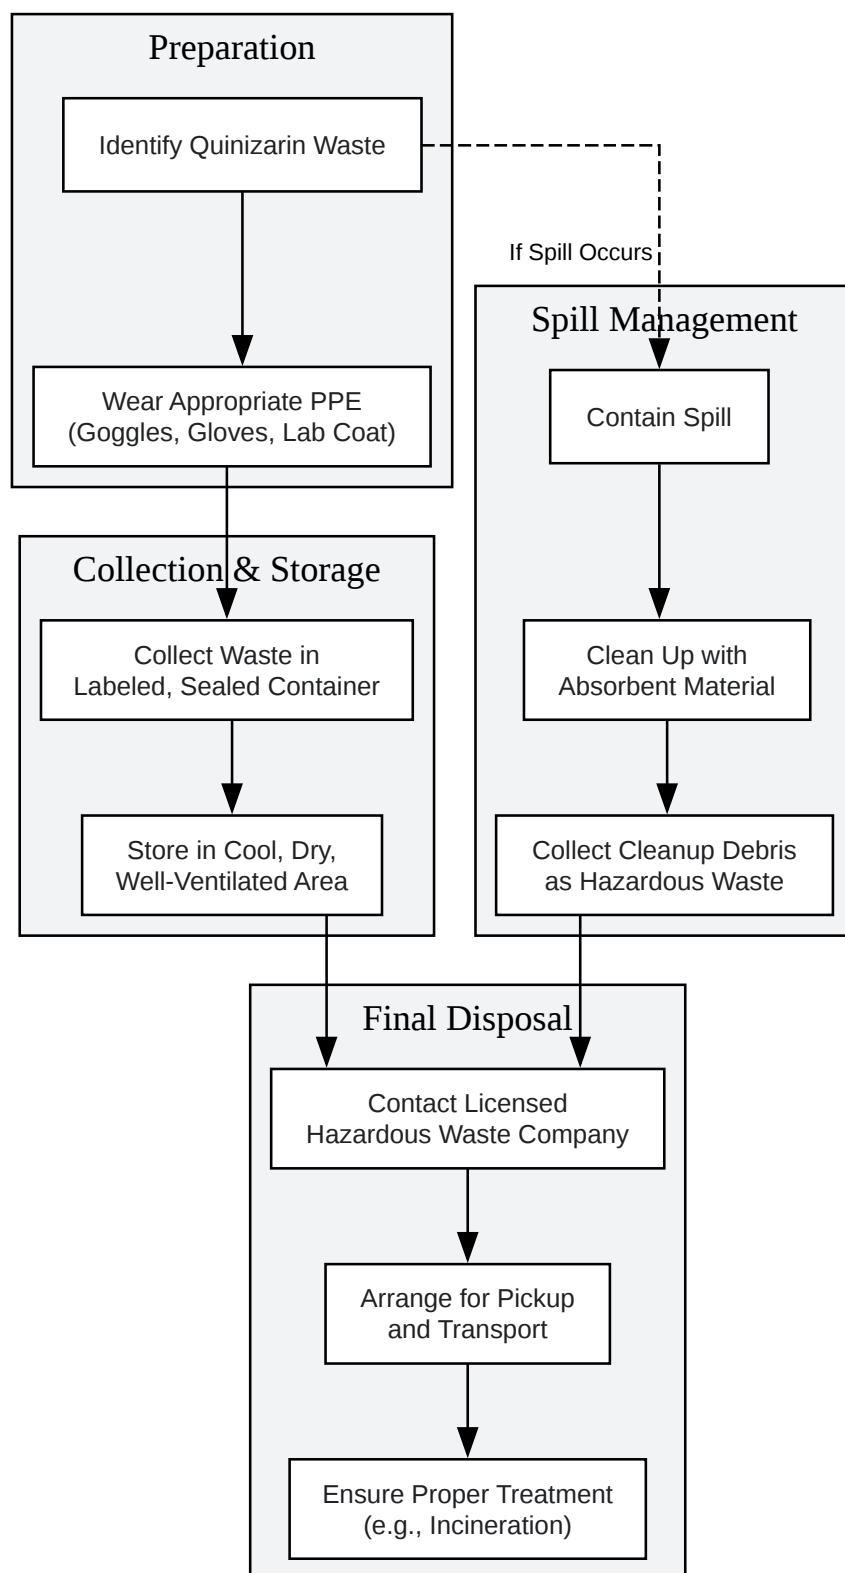 Preparation
Identify Quinizarin Waste
If Spill Occurs
Wear Appropriate PPE
(Goggles, Gloves, Lab Coat)
Spill Management
Contain Spill
Collection & Storage
Collect Waste in
Labeled, Sealed Container
Store in Cool, Dry,
Well-Ventilated Area
Clean Up with
Absorbent Material
Collect Cleanup Debris
as Hazardous Waste
Final Disposal
Contact Licensed
Hazardous Waste Company
Arrange for Pickup
and Transport
Ensure Proper Treatment
(e.g., Incineration)